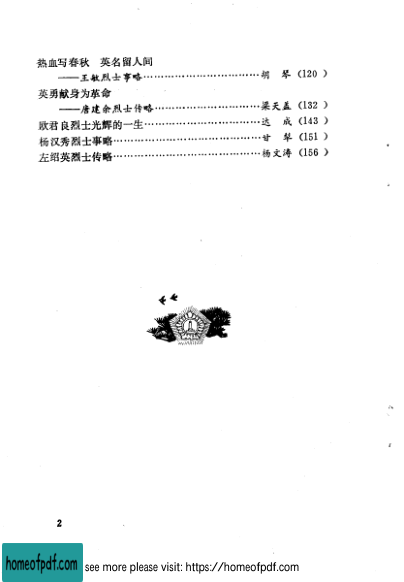 热血写春秋　英名留人间
——王敏烈士事略………………………………胡　琴（120）
英勇献身为革命
——唐建余烈士传略……………………………梁天益（132）
欧君良烈士光辉的一生……………………………达　成（143）
杨汉秀烈士事略……………………………………甘　犁（151）
左绍英烈士传略……………………………………杨文涛（156）
2
homeofpdf.com
see more please visit: https://homeofpdf.com